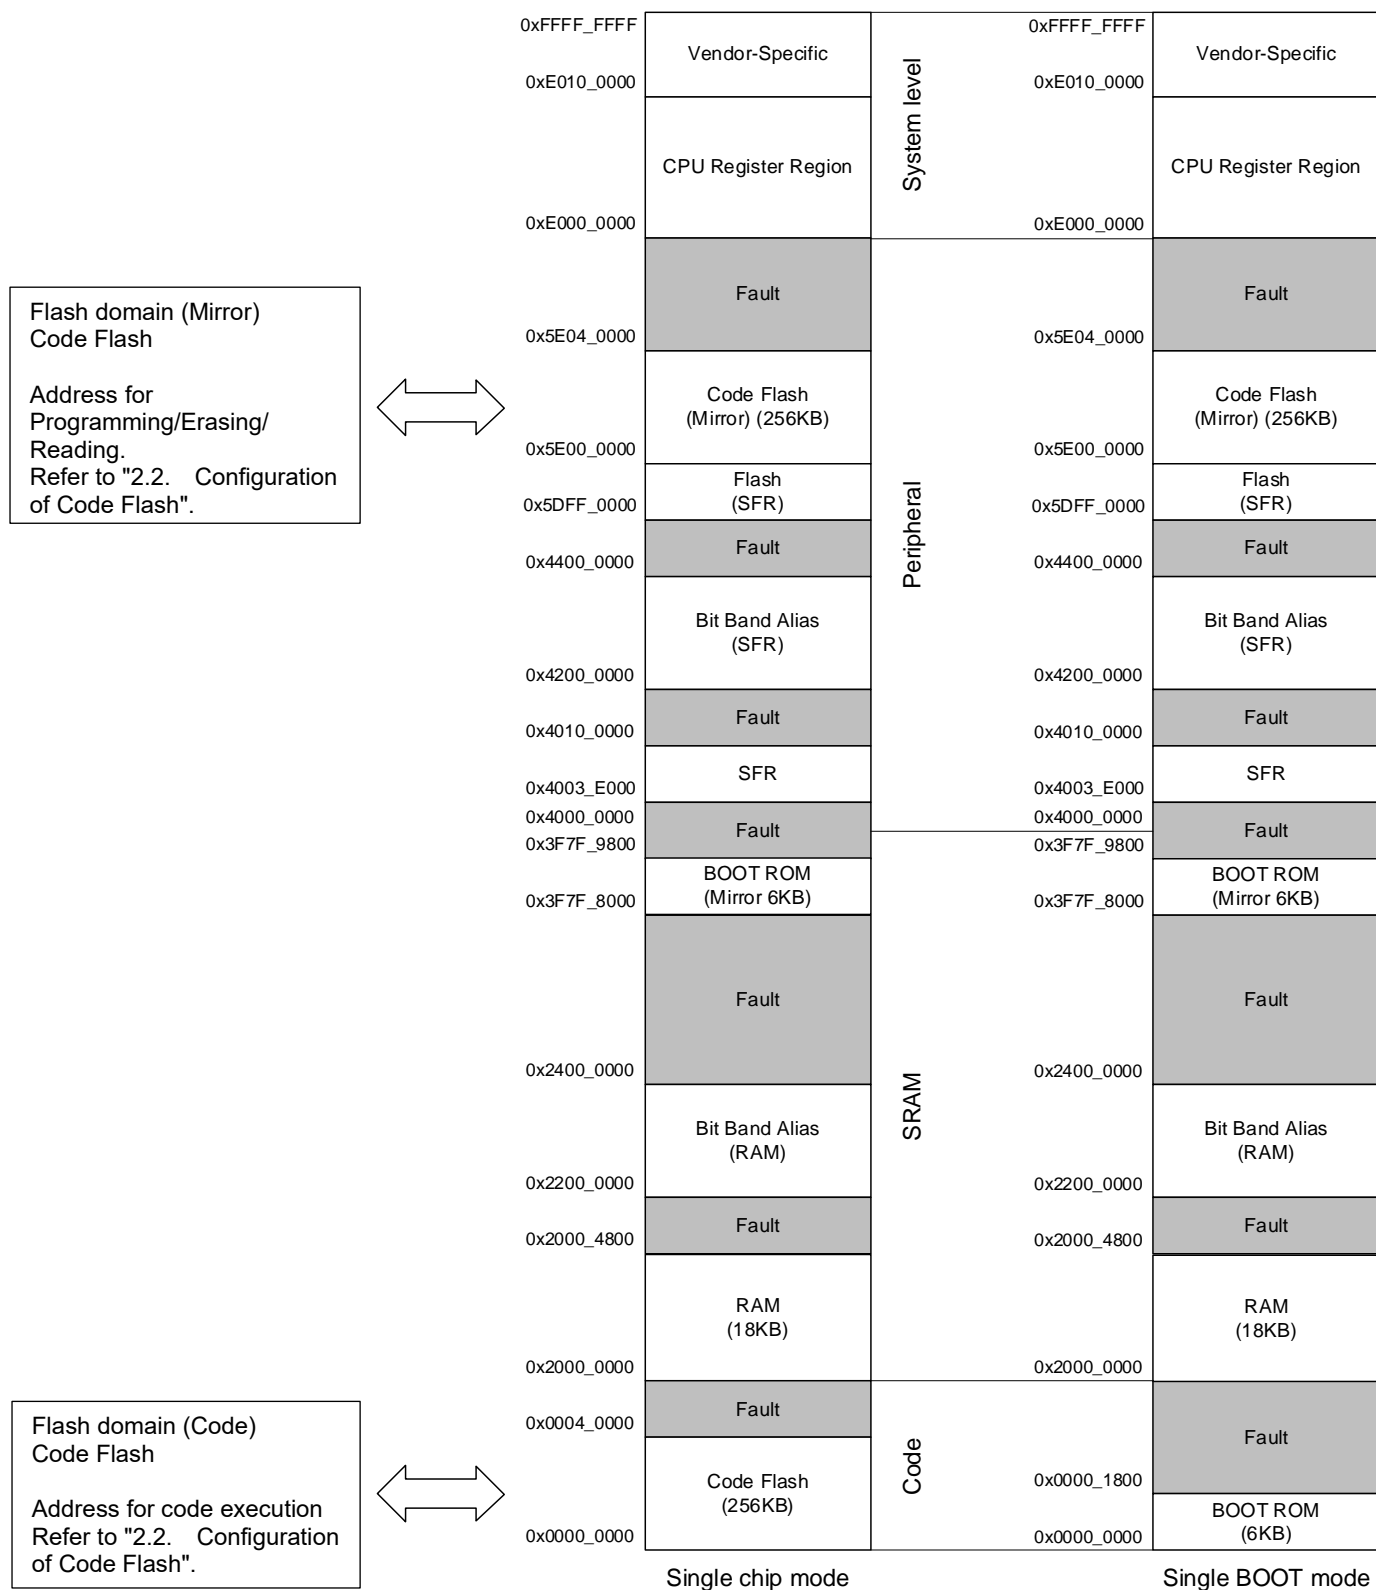 0xFFFF_FFFF
Vendor-Specific
0xE010_0000
CPU Register Region
0xE000_0000
Fault
0x5E04_0000
Code Flash
(Mirror) (256KB)
0x5E00_0000
Flash
(SFR)
0x5DFF_0000
Fault
0x4400_0000
Bit Band Alias
(SFR)
0x4200_0000
Fault
0x4010_0000
SFR
0x4003_E000
0x4000_0000
Fault
0x3F7F_9800
BOOT ROM
(Mirror 6KB)
0x3F7F_8000
Fault
0x2400_0000
Bit Band Alias
(RAM)
0x2200_0000
Fault
0x2000_4800
RAM
(18KB)
0x2000_0000
Fault
0x0004_0000
Code Flash
(256KB)
0x0000_0000
Single chip mode
Flash domain (Mirror)
Code Flash
Address for
Programming/Erasing/
Reading.
Refer to "2.2. Configuration
of Code Flash".
Flash domain (Code)
Code Flash
Address for code execution
Refer to "2.2. Configuration
of Code Flash".
System level
Peripheral
SRAM
Code
0xFFFF_FFFF
Vendor-Specific
0xE010_0000
CPU Register Region
0xE000_0000
Fault
0x5E04_0000
Code Flash
(Mirror) (256KB)
0x5E00_0000
Flash
(SFR)
0x5DFF_0000
Fault
0x4400_0000
Bit Band Alias
(SFR)
0x4200_0000
Fault
0x4010_0000
SFR
0x4003_E000
0x4000_0000
Fault
0x3F7F_9800
BOOT ROM
(Mirror 6KB)
0x3F7F_8000
Fault
0x2400_0000
Bit Band Alias
(RAM)
0x2200_0000
Fault
0x2000_4800
RAM
(18KB)
0x2000_0000
Fault
0x0000_1800
BOOT ROM
(6KB)
0x0000_0000
Single BOOT mode